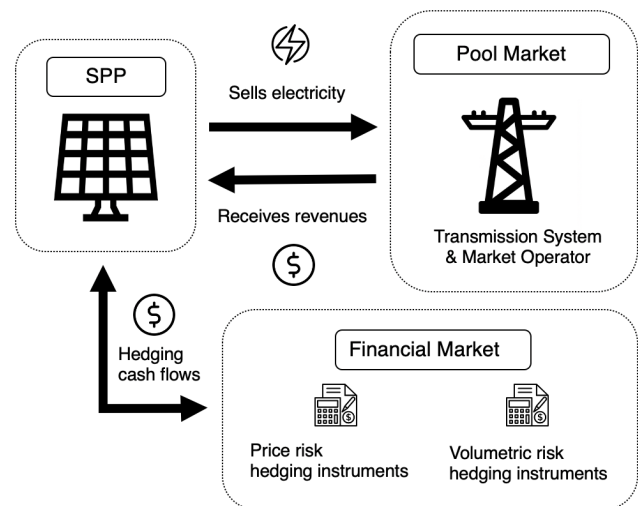 SPP
Pool Market
Sells electricity
Receives revenues
Transmission System
& Market Operator
$
$
Hedging
cash flows
Financial Market
$
$
Price risk
hedging instruments
Volumetric risk
hedging instruments